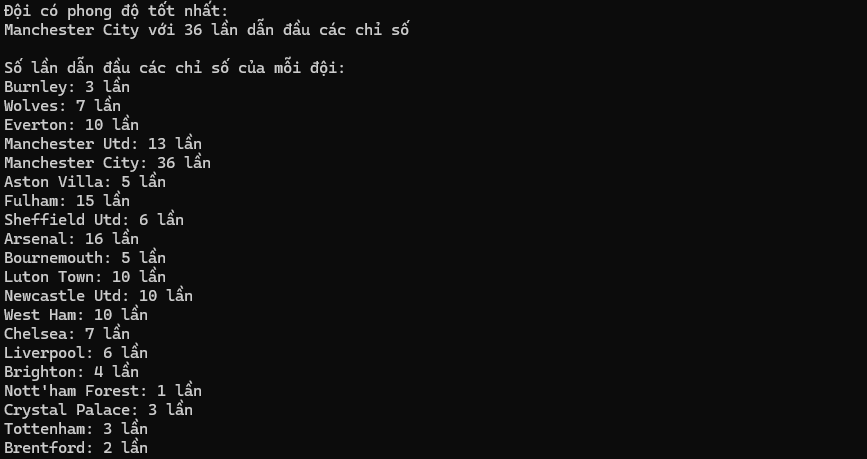 Đội có phong độ tốt nhất:
Manchester City với 36 lần dẫn đầu các chỉ số
Số lần dẫn đầu các chỉ số của mỗi đội:
Burnley: 3 lần
Wolves: 7 lần
Everton: 10 lần
Manchester Utd: 13 lần
Manchester City: 36 lần
Aston Villa: 5 lần
Fulham: 15 lần
Sheffield Utd: 6 lần
Arsenal: 16 lần
Bournemouth: 5 lần
Luton Town: 10 lần
Newcastle Utd: 10 lần
West Ham: 10 lần
Chelsea: 7 lần
Liverpool: 6 lần
Brighton: 4 lần
Nott'ham Forest: 1 lần
Crystal Palace: 3 lần
Tottenham: 3 lần
Brentford: 2 lần